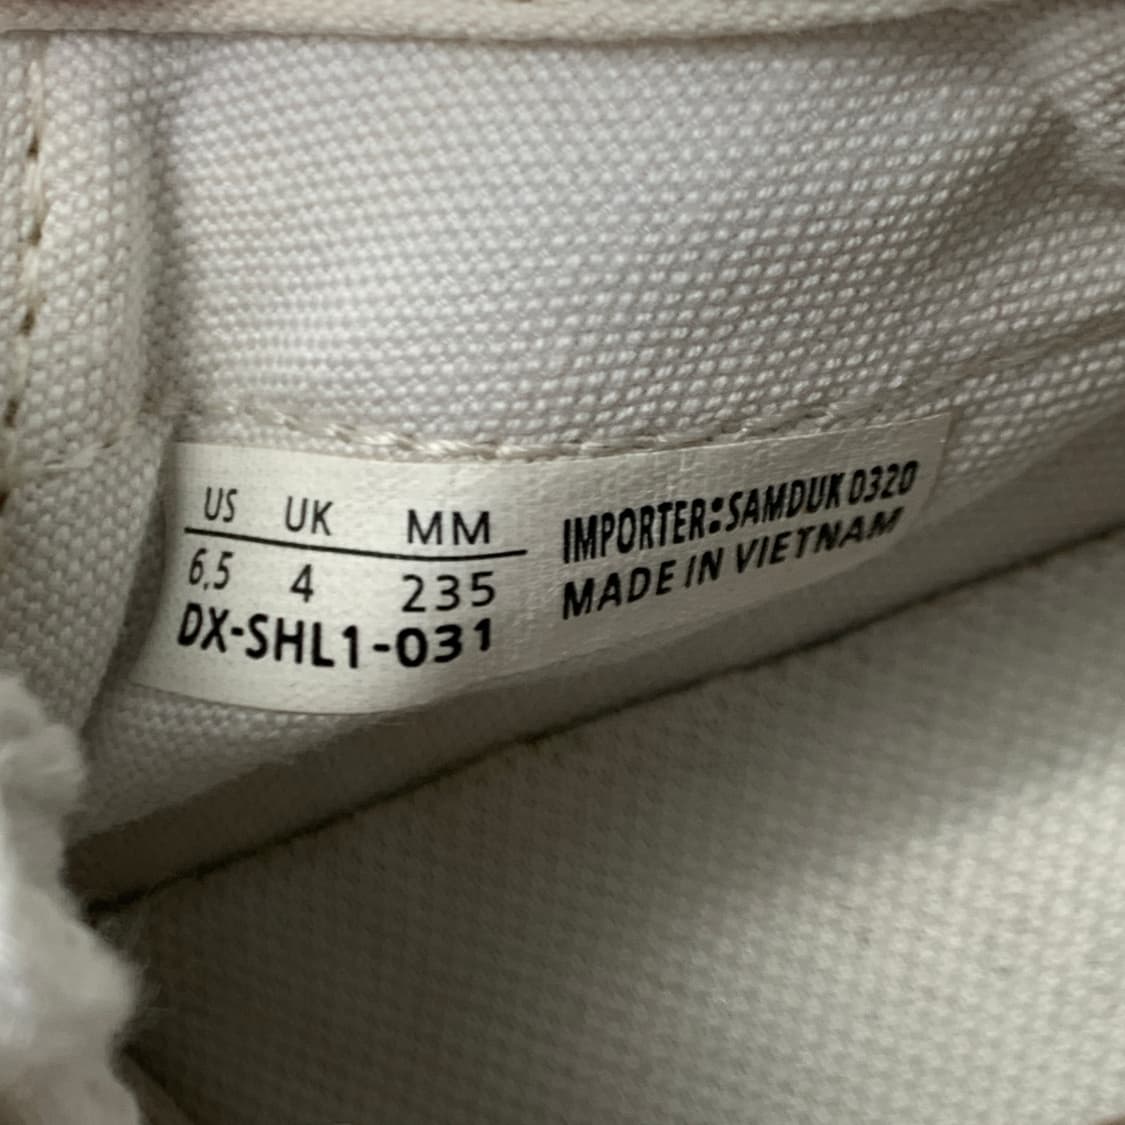 US UK MM
6.5 4 235
DX-SHL1-031
IMPORTER:SAMDUK 0320
MADE IN VIETNAM